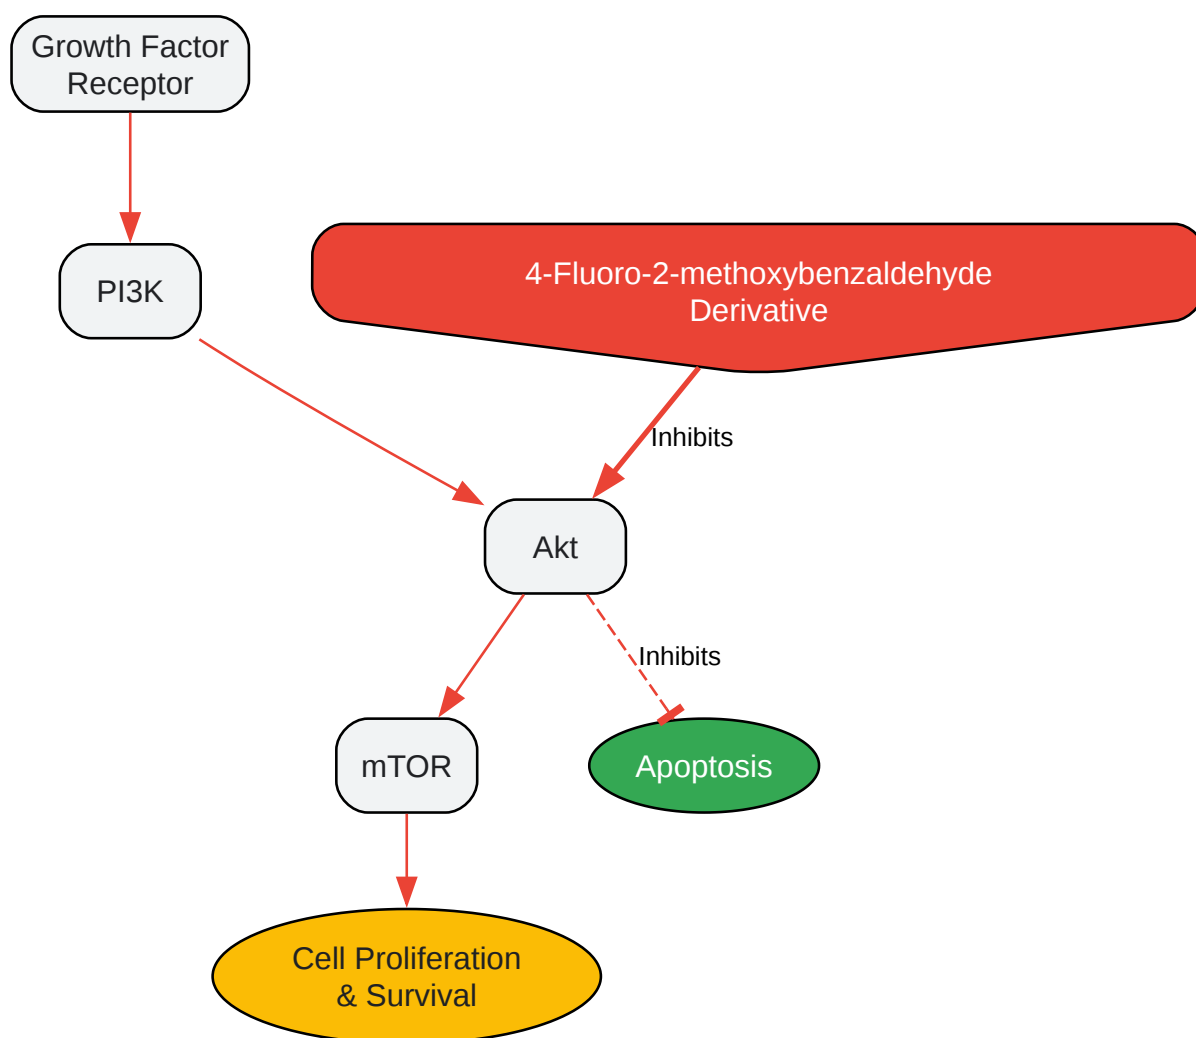 Growth Factor
Receptor
PI3K
4-Fluoro-2-methoxybenzaldehyde
Derivative
Inhibits
Akt
Inhibits
mTOR
Apoptosis
Cell Proliferation
& Survival